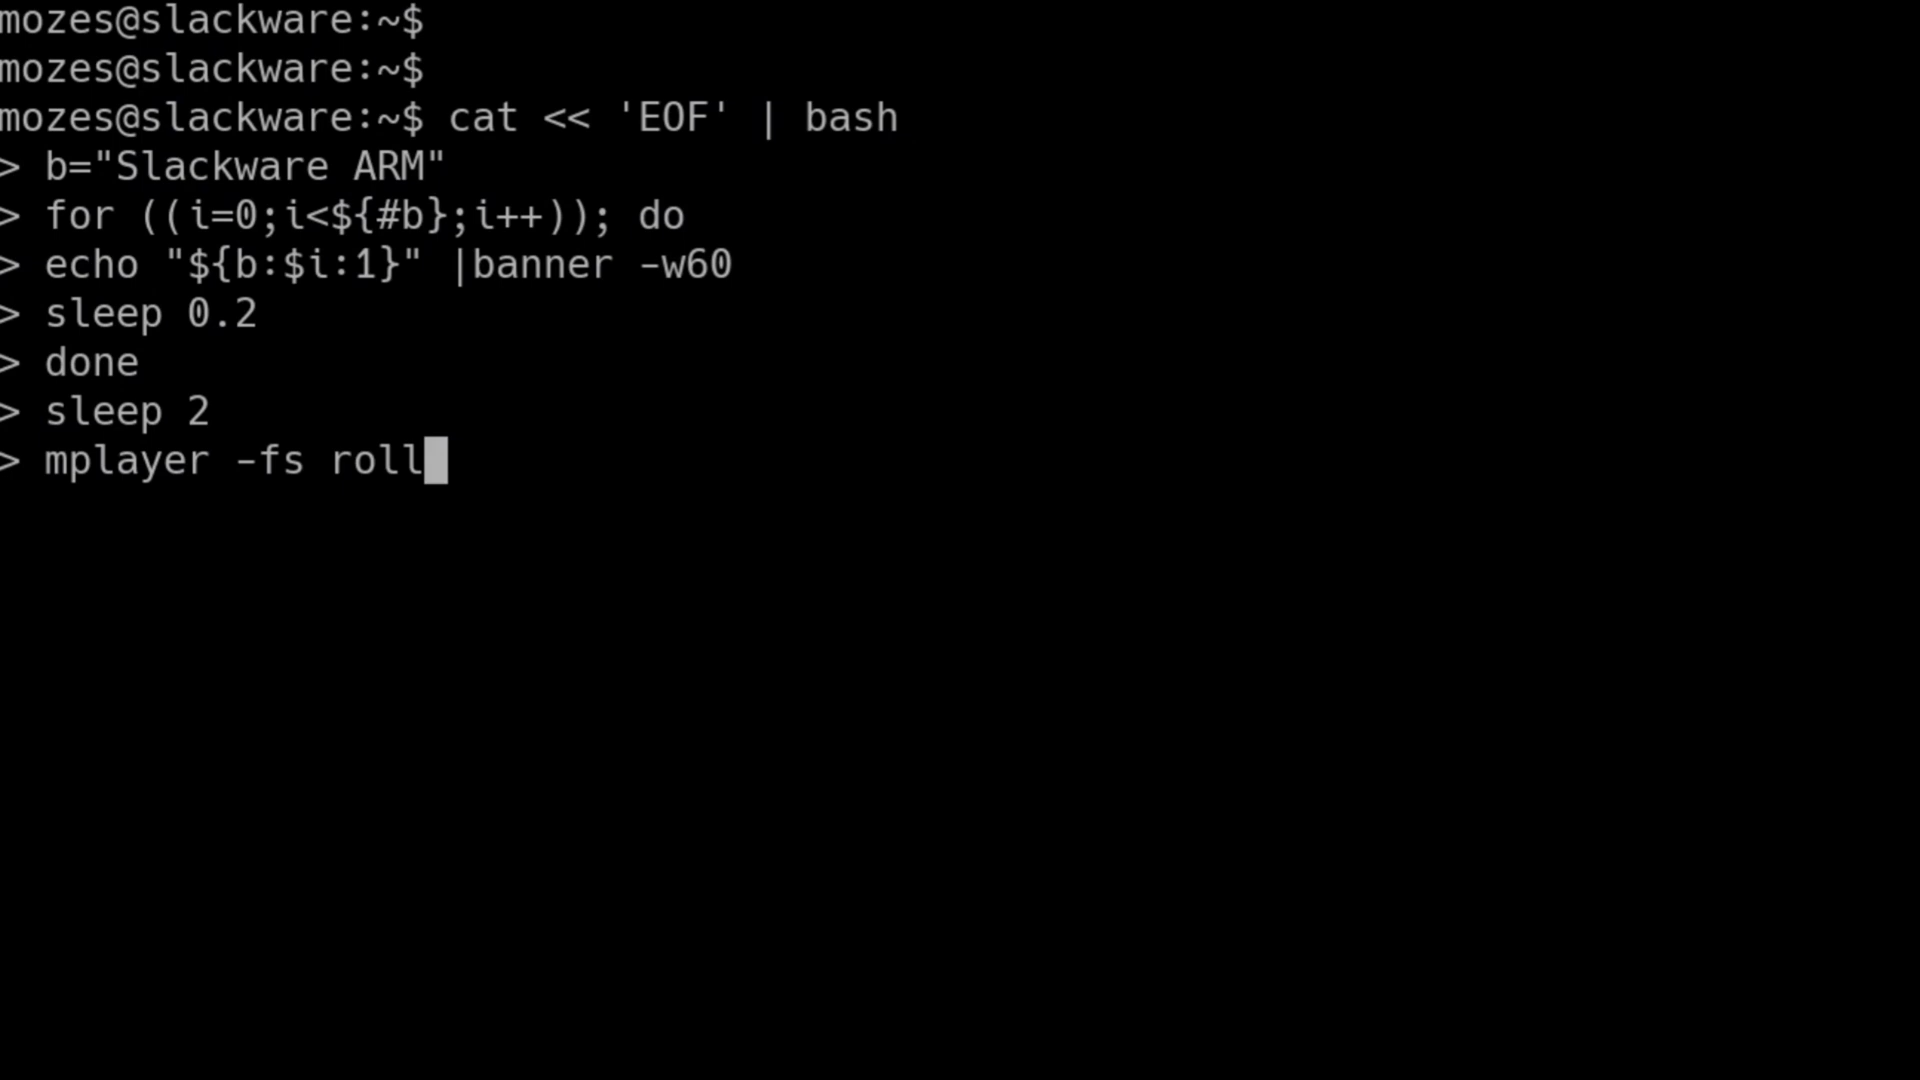 mozes@slackware:~$
mozes@slackware:~$
mozes@slackware:~$ cat << 'EOF' | bash
> b="Slackware ARM"
> for ((i=0;i<${#b};i++)); do
> echo "${b:$i:1}" |banner -w60
> sleep 0.2
> done
> sleep 2
> mplayer -fs roll